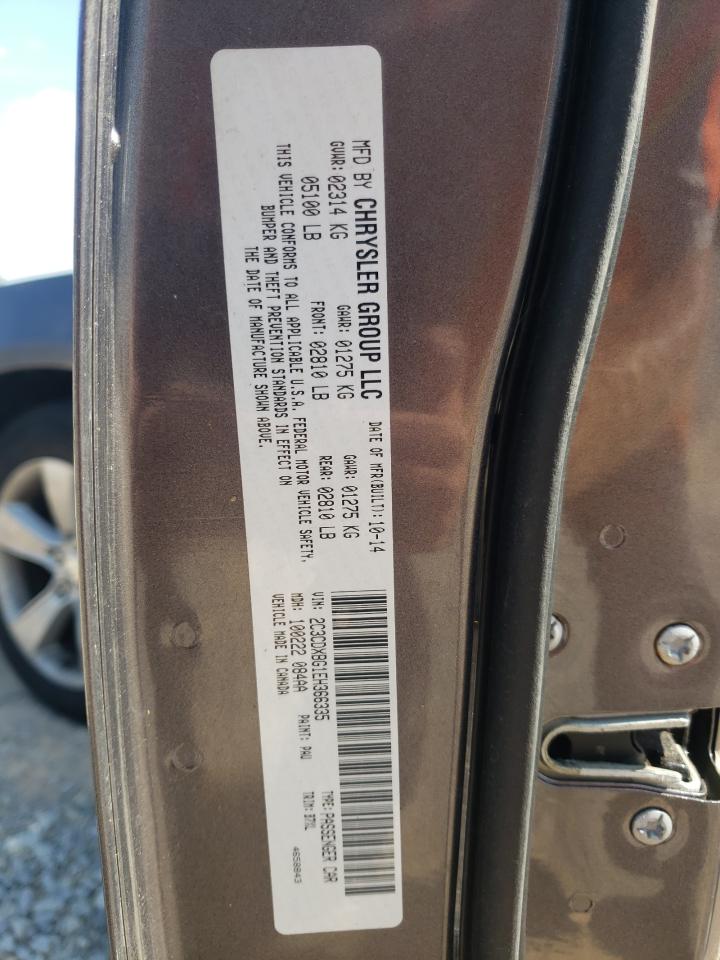 MFD BY CHRYSLER GROUP LLC DATE OF MFR(BUILT): 10-14
GVWR: 02314 KG GAWR: 01275 KG GAWR: 01275 KG
05100 LB FRONT: 02810 LB REAR: 02810 LB
THIS VEHICLE CONFORMS TO ALL APPLICABLE U.S.A. FEDERAL MOTOR VEHICLE SAFETY,
BUMPER AND THEFT PREVENTION STANDARDS IN EFFECT ON
THE DATE OF MANUFACTURE SHOWN ABOVE.
VIN: 2C3CDXBG1EH366335 TYPE: PASSENGER CAR
MDH: 100222 084AA PAINT: PAU TRIM: B7XL
VEHICLE MADE IN CANADA 4658843